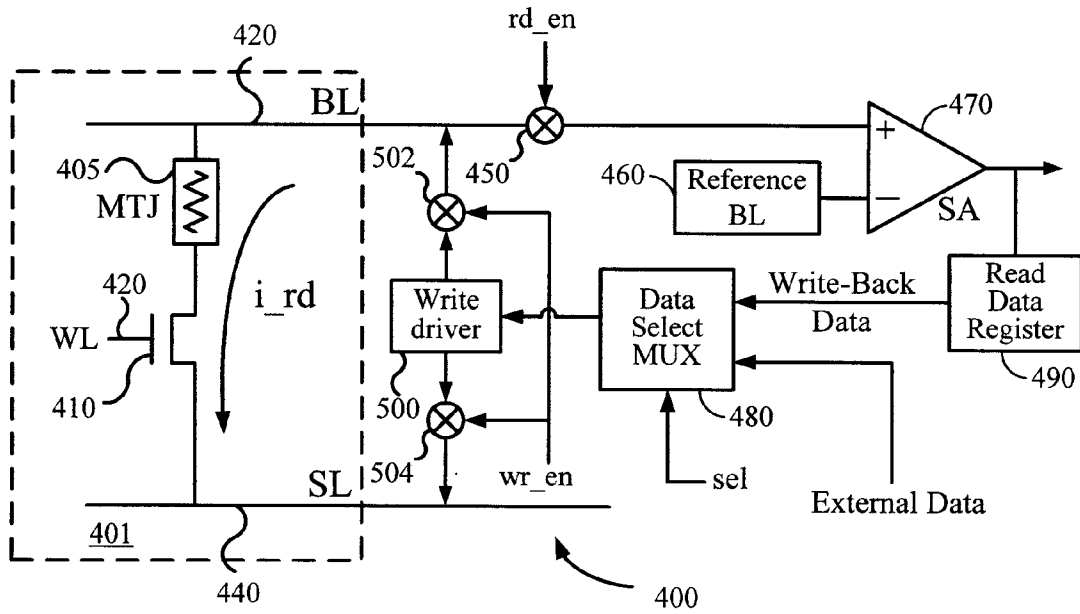 420
rd_en
BL
470
405
502
450
460
Reference
BL
+
−
SA
MTJ
420
i_rd
WL
Write
driver
Data
Select
MUX
Write-Back
Data
Read
Data
Register
410
500
480
490
504
SL
wr_en
sel
External Data
401
440
400